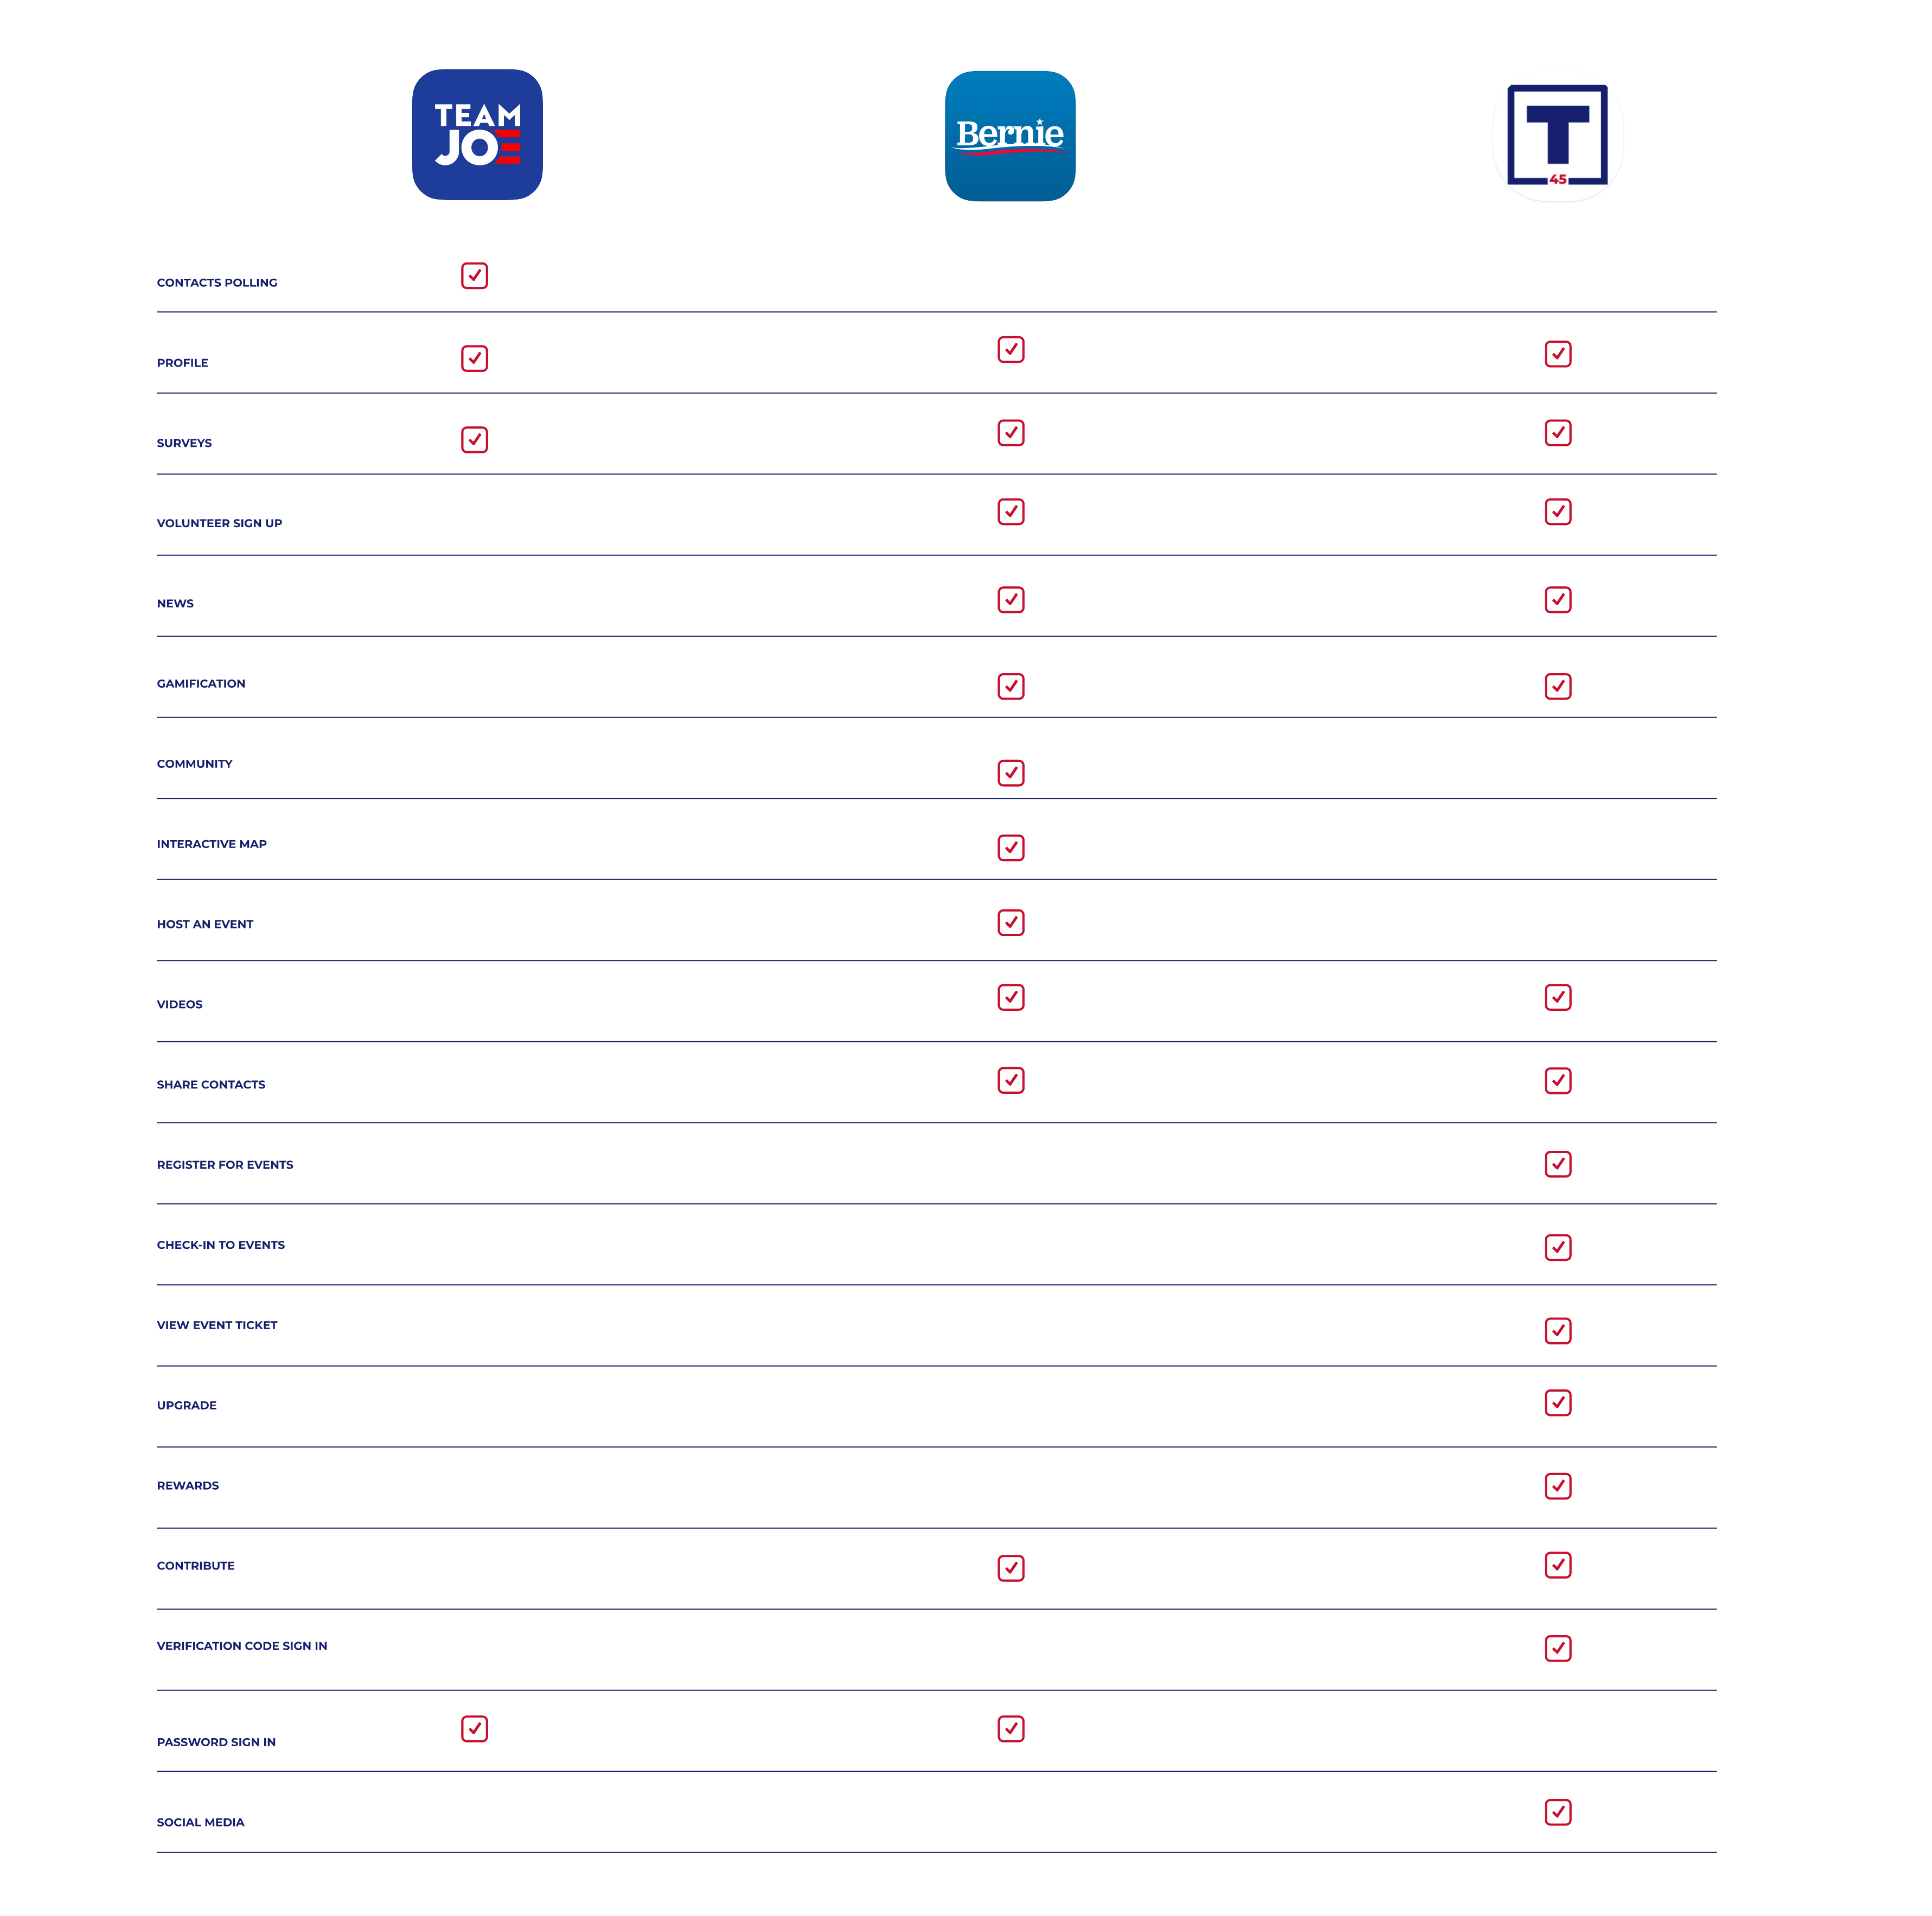 TEAM
JOE
Bernie
T
45
CONTACTS POLLING
PROFILE
SURVEYS
VOLUNTEER SIGN UP
NEWS
GAMIFICATION
COMMUNITY
INTERACTIVE MAP
HOST AN EVENT
VIDEOS
SHARE CONTACTS
REGISTER FOR EVENTS
CHECK-IN TO EVENTS
VIEW EVENT TICKET
UPGRADE
REWARDS
CONTRIBUTE
VERIFICATION CODE SIGN IN
PASSWORD SIGN IN
SOCIAL MEDIA